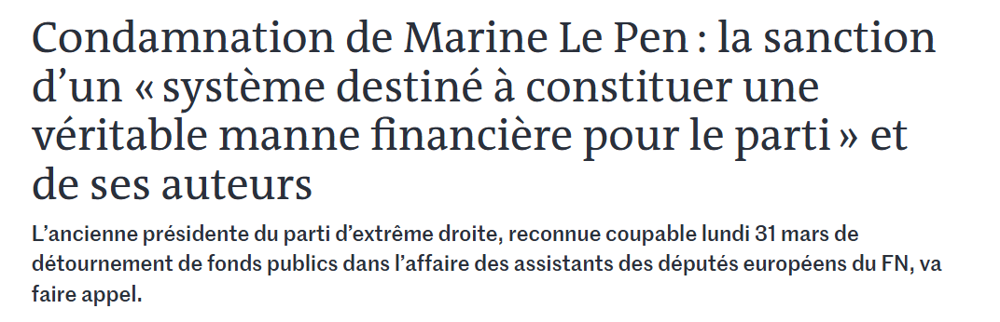 Condamnation de Marine Le Pen : la sanction
d’un « système destiné à constituer une
véritable manne financière pour le parti » et
de ses auteurs
L’ancienne présidente du parti d’extrême droite, reconnue coupable lundi 31 mars de
détournement de fonds publics dans l’affaire des assistants des députés européens du FN, va
faire appel.